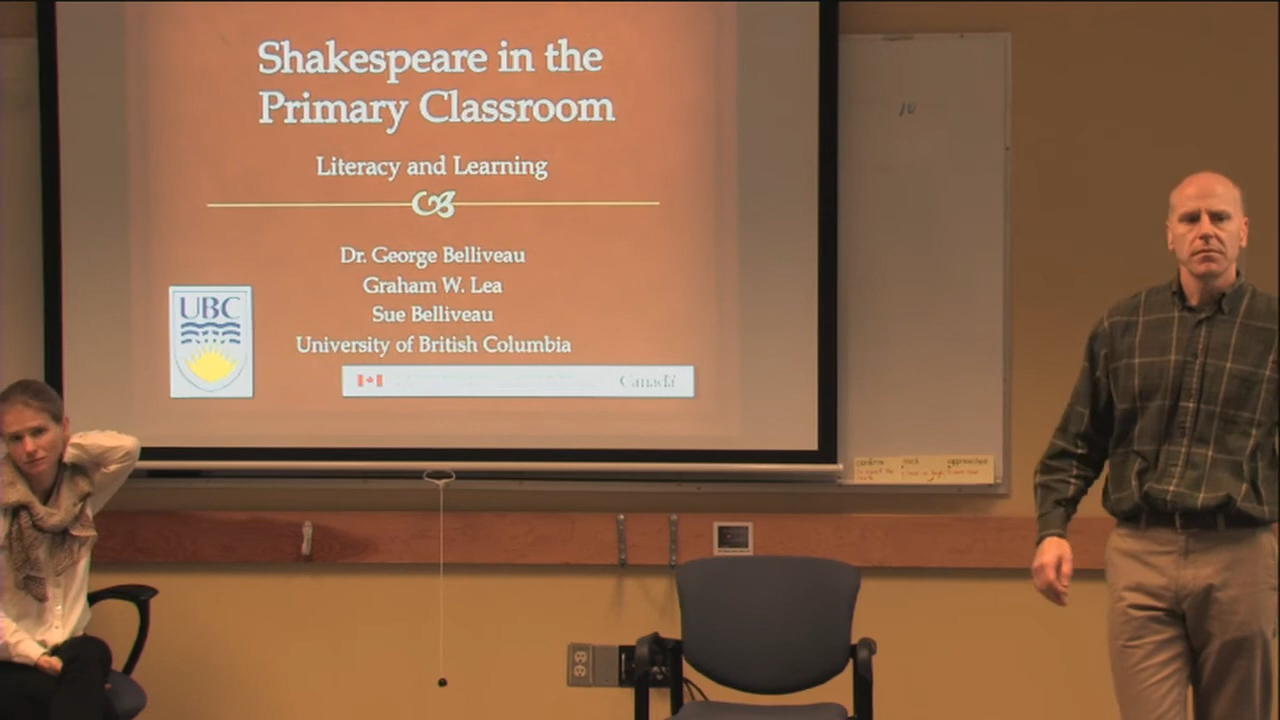 Shakespeare in the
Primary Classroom
Literacy and Learning
Dr. George Belliveau
Graham W. Lea
Sue Belliveau
University of British Columbia
UBC
Canada
10